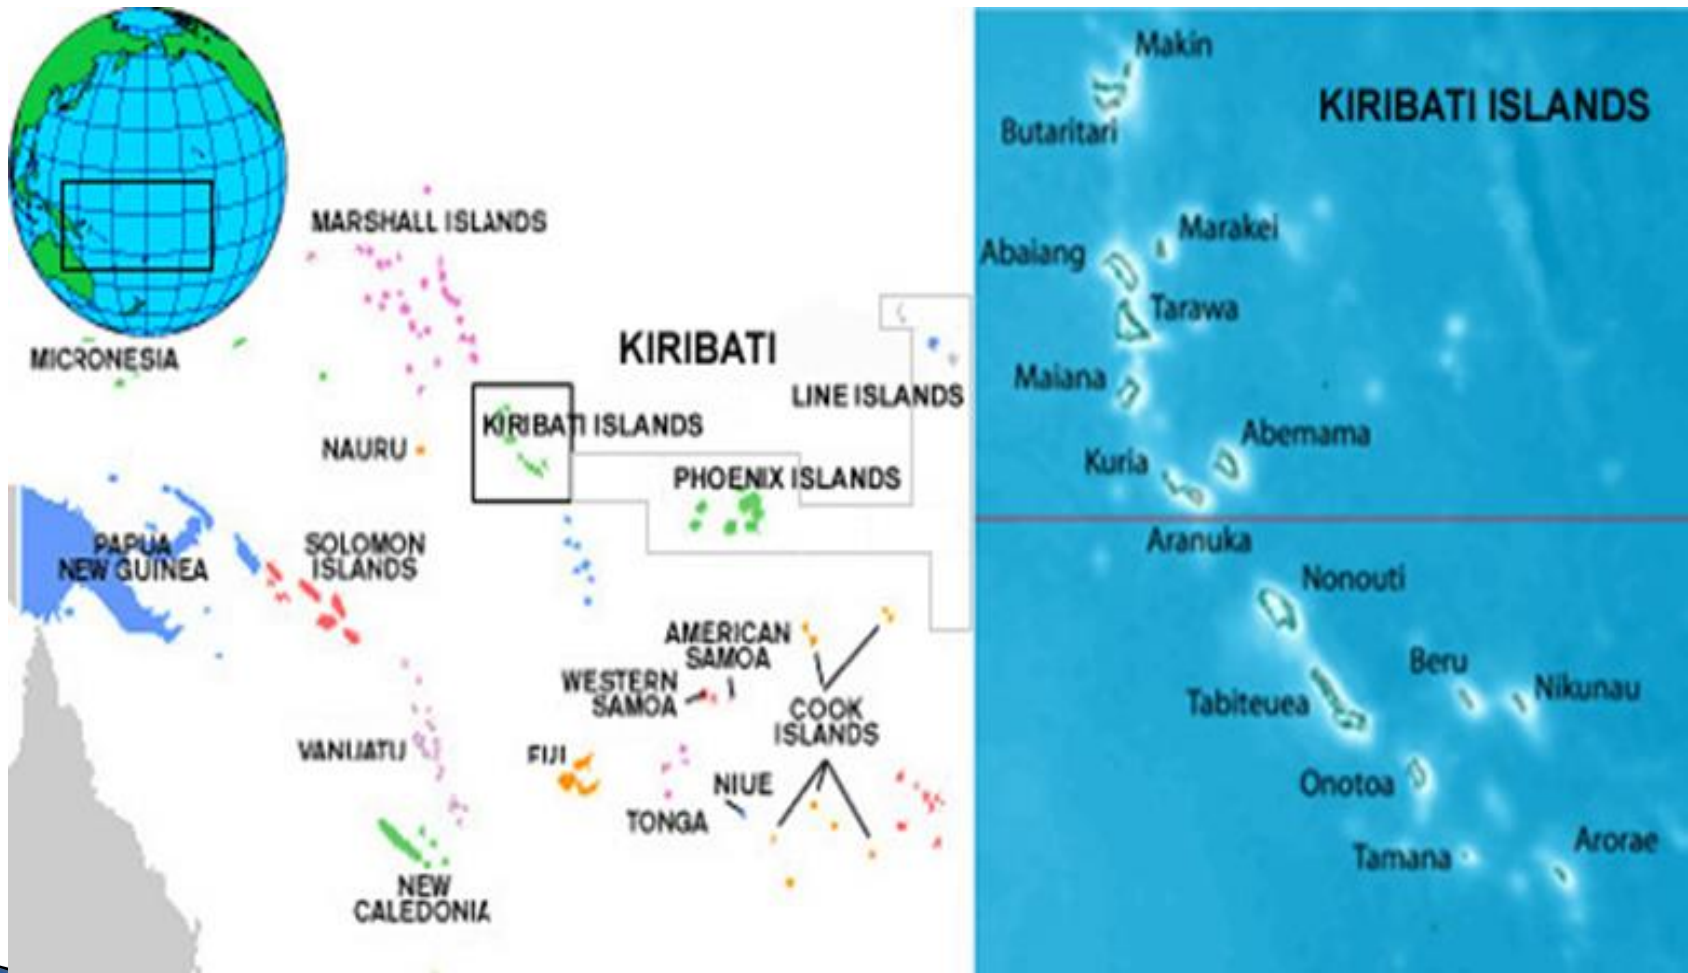 MARSHALL ISLANDS
MICRONESIA
KIRIBATI
LINE ISLANDS
KIRIBATI ISLANDS
NAURU
PHOENIX ISLANDS
PAPUA
NEW GUINEA
SOLOMON
ISLANDS
AMERICAN
SAMOA
WESTERN
SAMOA
COOK
ISLANDS
VANUATU
FIJI
NIUE
TONGA
NEW
CALEDONIA
Makin
KIRIBATI ISLANDS
Butaritari
Marakei
Abaiang
Tarawa
Maiana
Abemama
Kuria
Aranuka
Nonouti
Beru
Nikunau
Tabiteuea
Onotoa
Arorae
Tamana